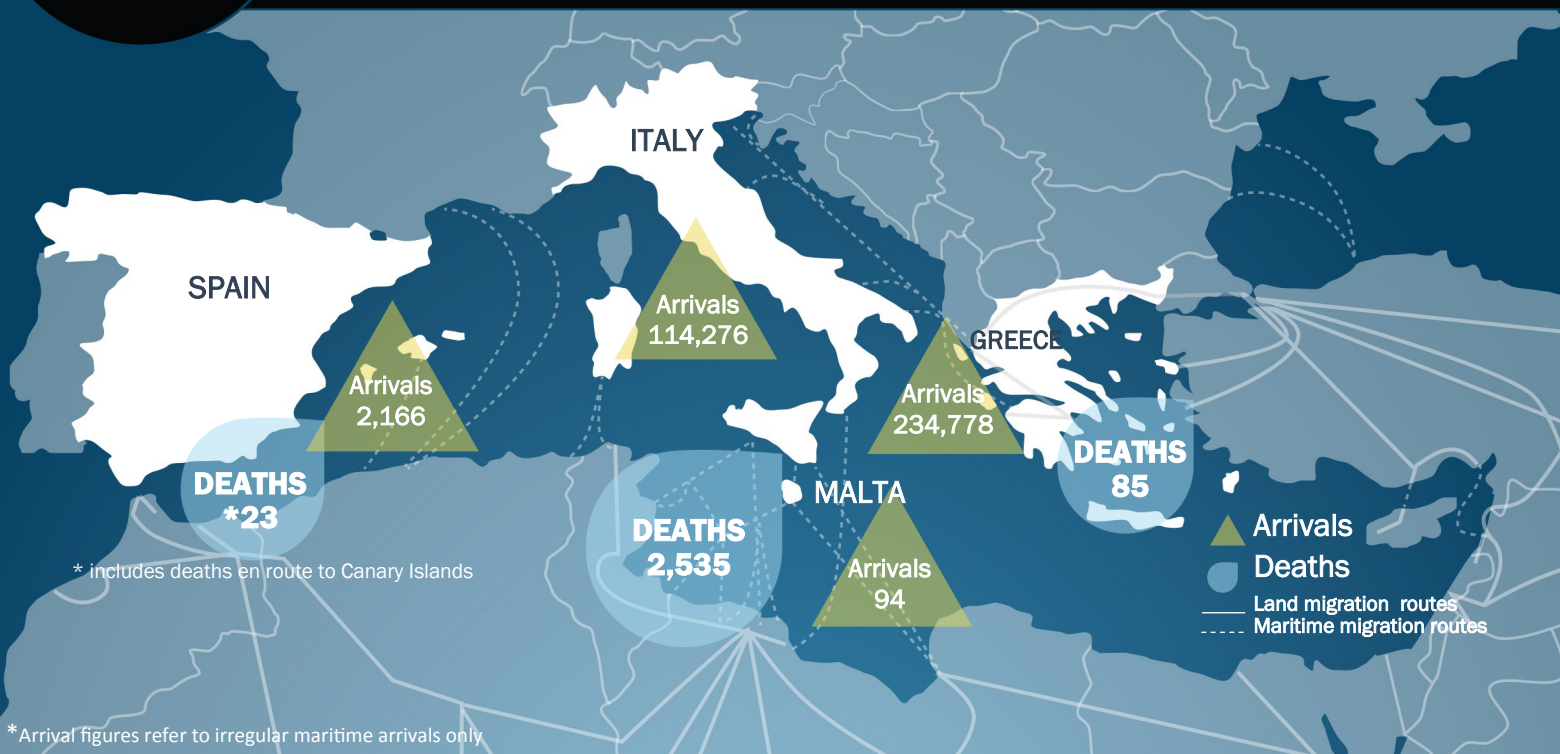 ITALY
SPAIN
Arrivals
114,276
GREECE
Arrivals
2,166
Arrivals
234,778
DEATHS
*23
DEATHS
85
MALTA
DEATHS
2,535
Arrivals
94
Arrivals
Deaths
Land migration routes
Maritime migration routes
* includes deaths en route to Canary Islands
*Arrival figures refer to irregular maritime arrivals only